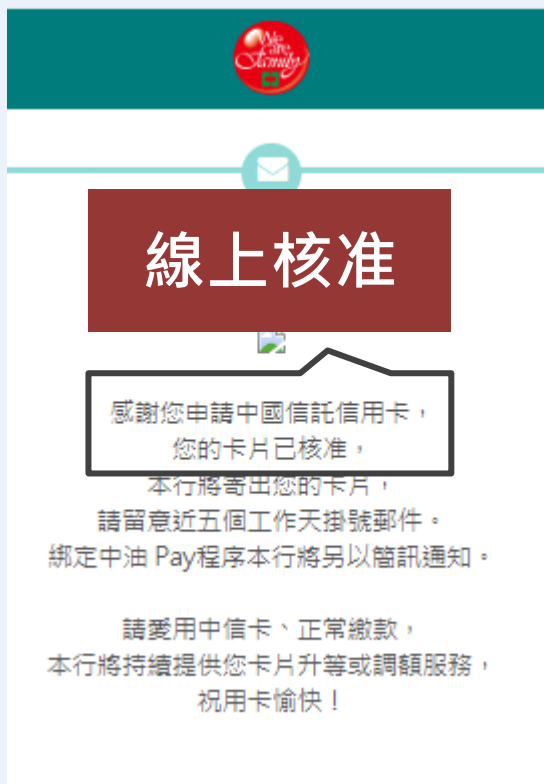 We are Family
線上核准
感謝您申請中國信託信用卡，
您的卡片已核准，
本行將寄出您的卡片，
請留意近五個工作天掛號郵件。
綁定中油 Pay程序本行將另以簡訊通知。
請愛用中信卡、正常繳款，
本行將持續提供您卡片升等或調額服務，
祝用卡愉快！